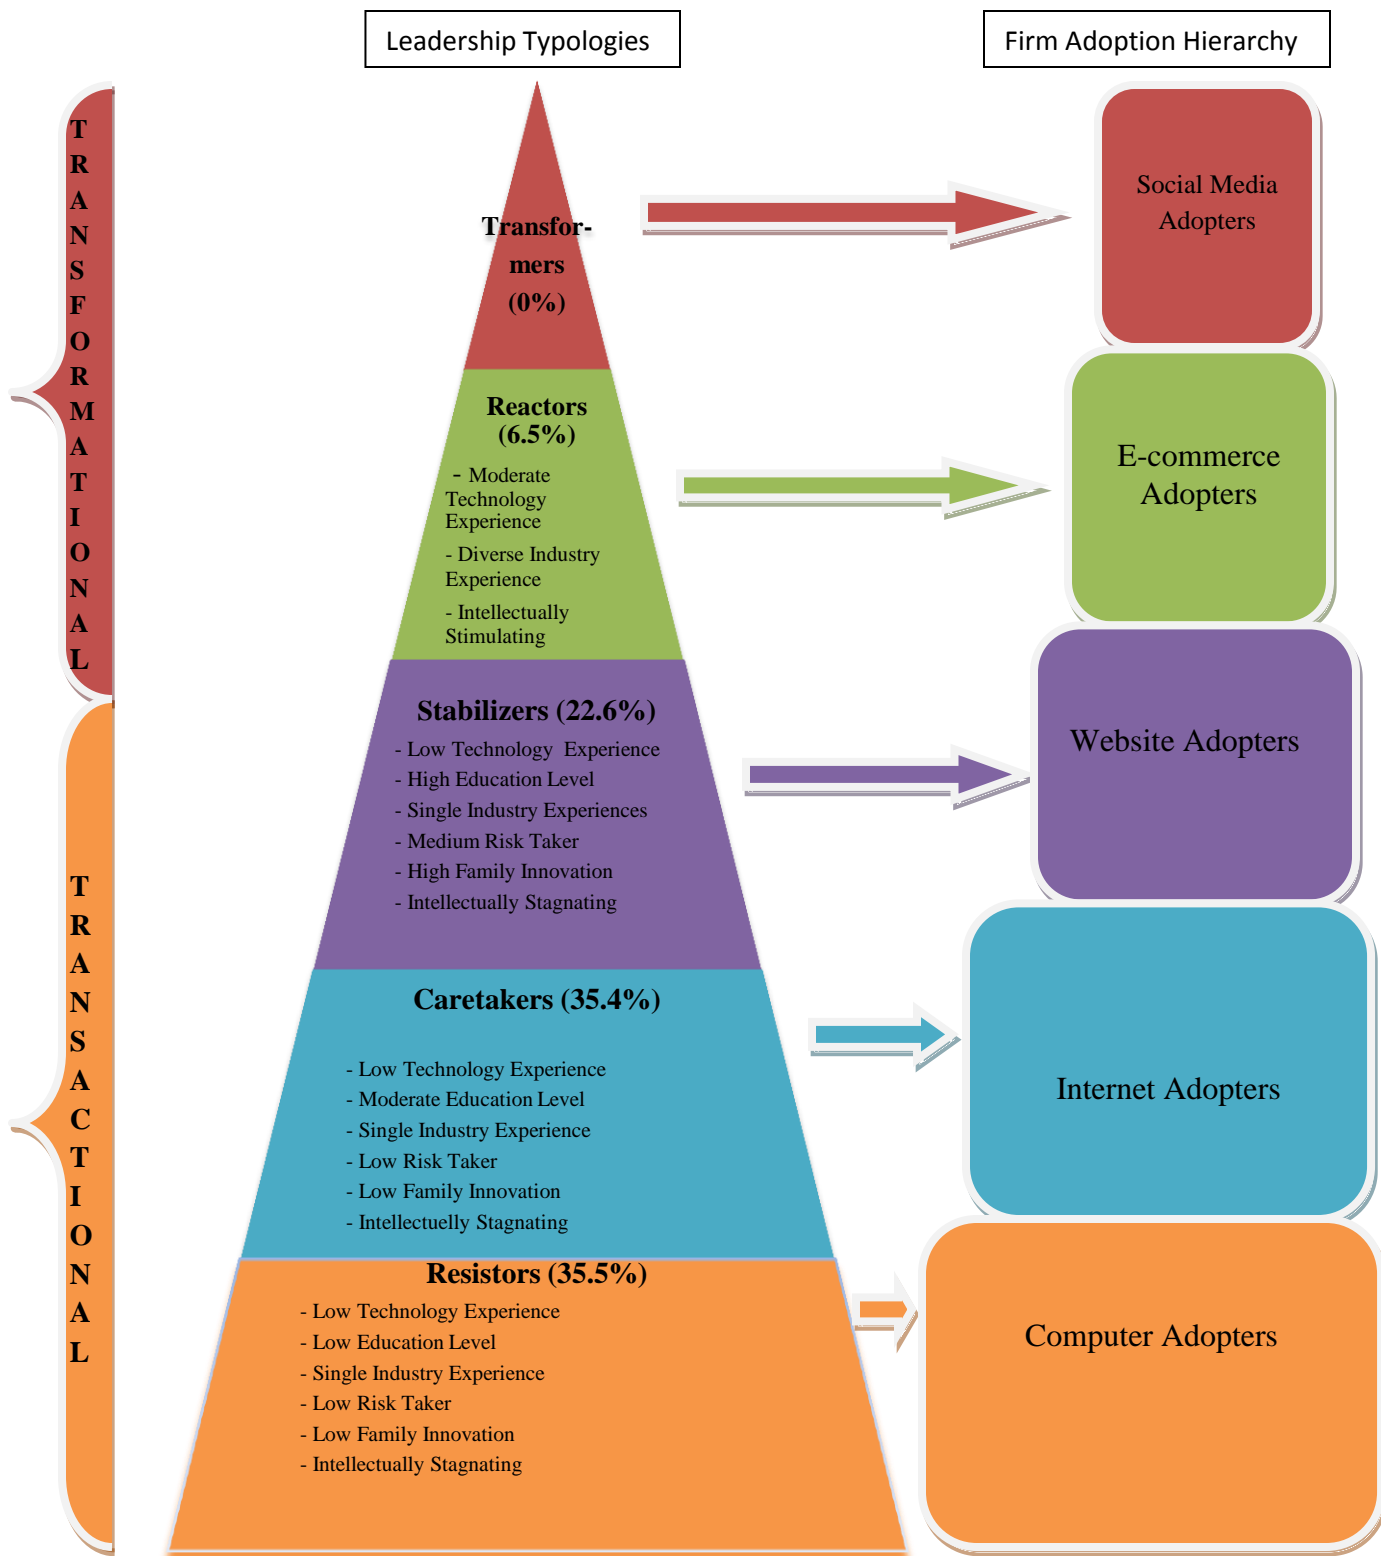 Leadership Typologies
Firm Adoption Hierarchy
TRANSFORMATIONAL
Transfor-
mers
(0%)
Social Media
Adopters
Reactors
(6.5%)
- Moderate
Technology
Experience
- Diverse Industry
Experience
- Intellectually
Stimulating
E-commerce
Adopters
TRANSACTIONAL
Stabilizers (22.6%)
- Low Technology Experience
- High Education Level
- Single Industry Experiences
- Medium Risk Taker
- High Family Innovation
- Intellectually Stagnating
Website Adopters
Caretakers (35.4%)
- Low Technology Experience
- Moderate Education Level
- Single Industry Experience
- Low Risk Taker
- Low Family Innovation
- Intellectuelly Stagnating
Internet Adopters
Resistors (35.5%)
- Low Technology Experience
- Low Education Level
- Single Industry Experience
- Low Risk Taker
- Low Family Innovation
- Intellectually Stagnating
Computer Adopters